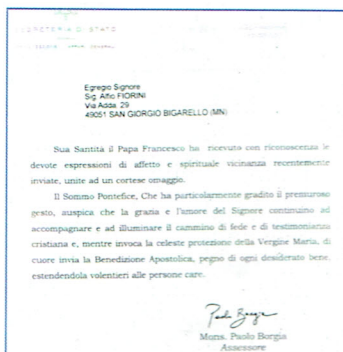 SEGRETERIA DI STATO
Egregio Signore
Sig. Alfio FIORINI
Via Adda. 29
49051 SAN GIORGIO BIGARELLO (MN)
Sua Santità il Papa Francesco ha ricevuto con riconoscenza le
devote espressioni di affetto e spirituale vicinanza recentemente
inviate, unite ad un cortese omaggio.
Il Sommo Pontefice, Che ha particolarmente gradito il premuroso
gesto, auspica che la grazia e l'amore del Signore continuino ad
accompagnare e ad illuminare il cammino di fede e di testimonianza
cristiana e, mentre invoca la celeste protezione della Vergine Maria, di
cuore invia la Benedizione Apostolica, pegno di ogni desiderato bene,
estendendola volentieri alle persone care.
Paolo Borgia
Mons. Paolo Borgia
Assessore